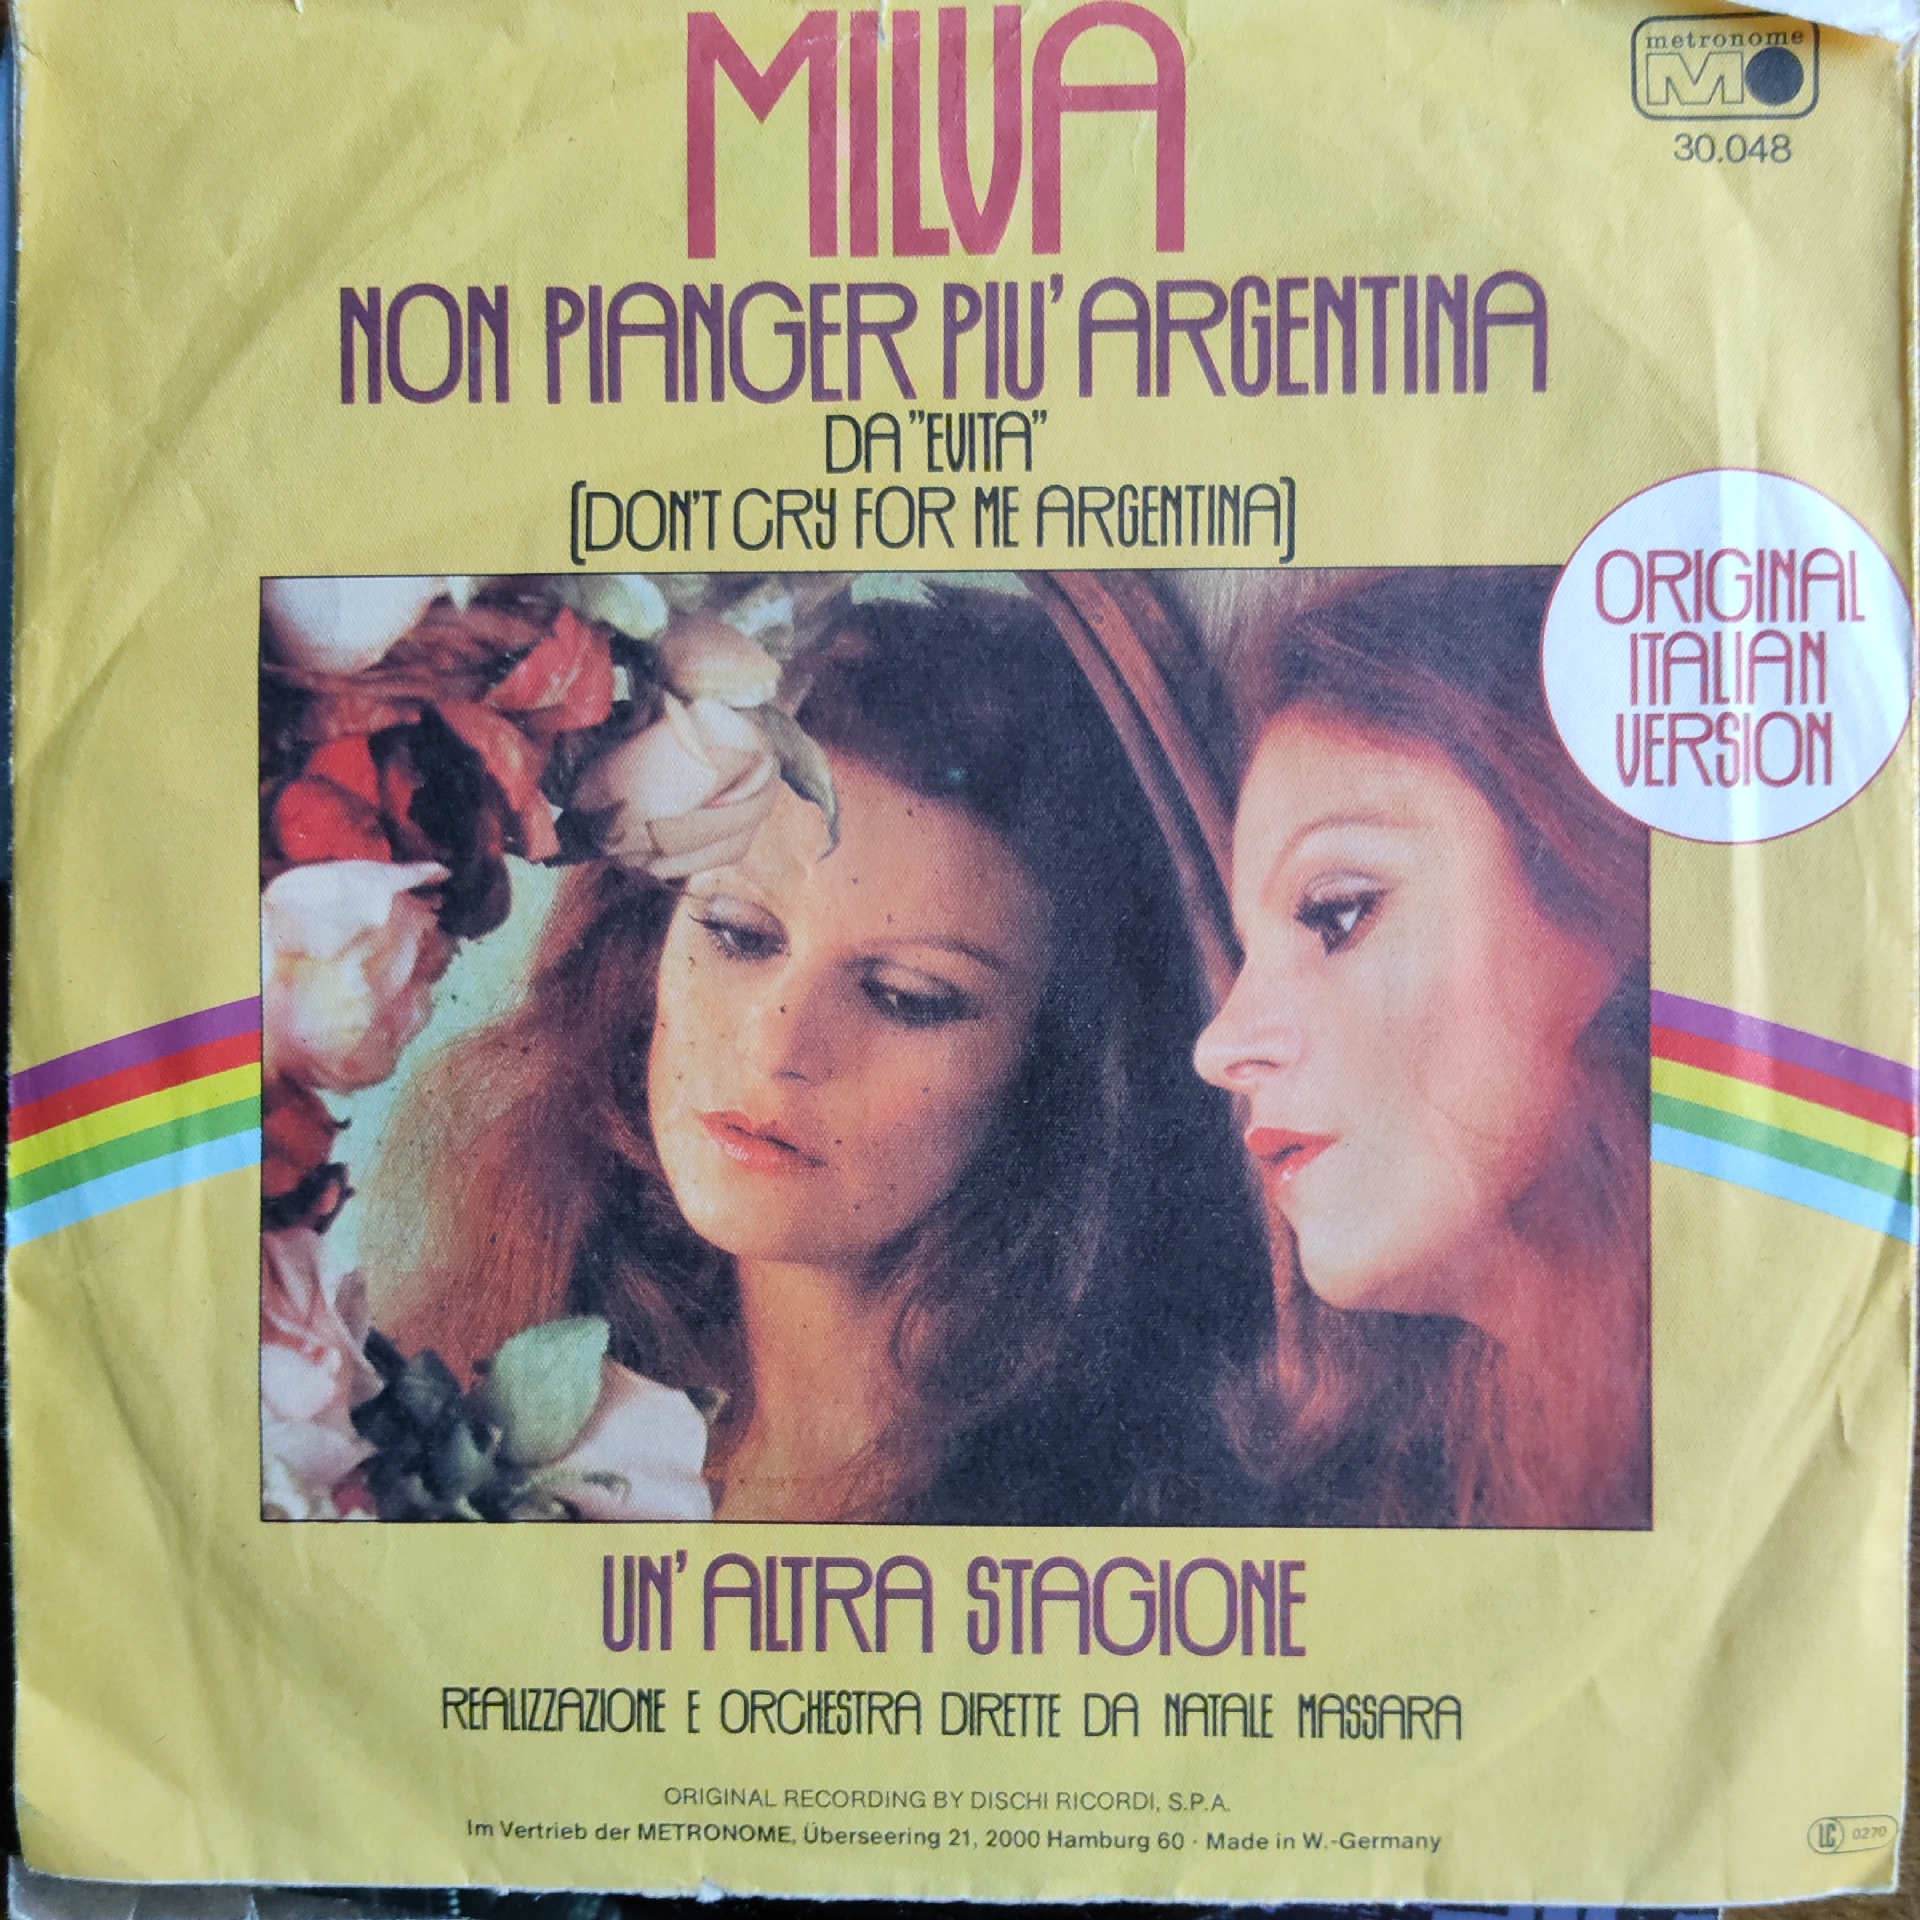 MILVA
metronome
MO
30.048
NON PIANGER PIU' ARGENTINA
DA "EVITA"
(DON'T CRY FOR ME ARGENTINA)
ORIGINAL
ITALIAN
VERSION
UN' ALTRA STAGIONE
REALIZZAZIONE E ORCHESTRA DIRETTE DA NATALE MASSARA
ORIGINAL RECORDING BY DISCHI RICORDI, S.P.A.
Im Vertrieb der METRONOME, Überseering 21, 2000 Hamburg 60 · Made in W.-Germany
LC 0270